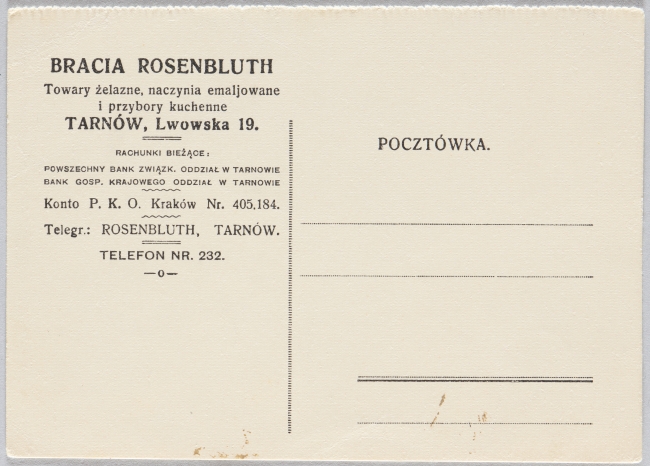 BRACIA ROSENBLUTH
Towary żelazne, naczynia emaljowane
i przybory kuchenne
TARNÓW, Lwowska 19.
RACHUNKI BIEŻĄCE:
POWSZECHNY BANK ZWIĄZK. ODDZIAŁ W TARNOWIE
BANK GOSP. KRAJOWEGO ODDZIAŁ W TARNOWIE
Konto P. K. O. Kraków Nr. 405.184.
Telegr.: ROSENBLUTH, TARNÓW.
TELEFON NR. 232.
—o—
POCZTÓWKA.